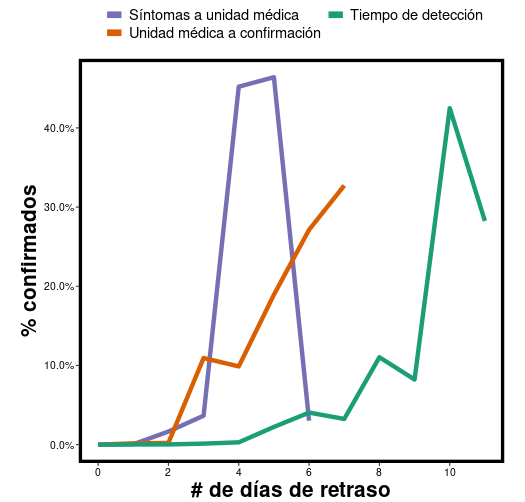 Síntomas a unidad médica
Tiempo de detección
Unidad médica a confirmación
% confirmados
40.0%
30.0%
20.0%
10.0%
0.0%
0 2 4 6 8 10
# de días de retraso